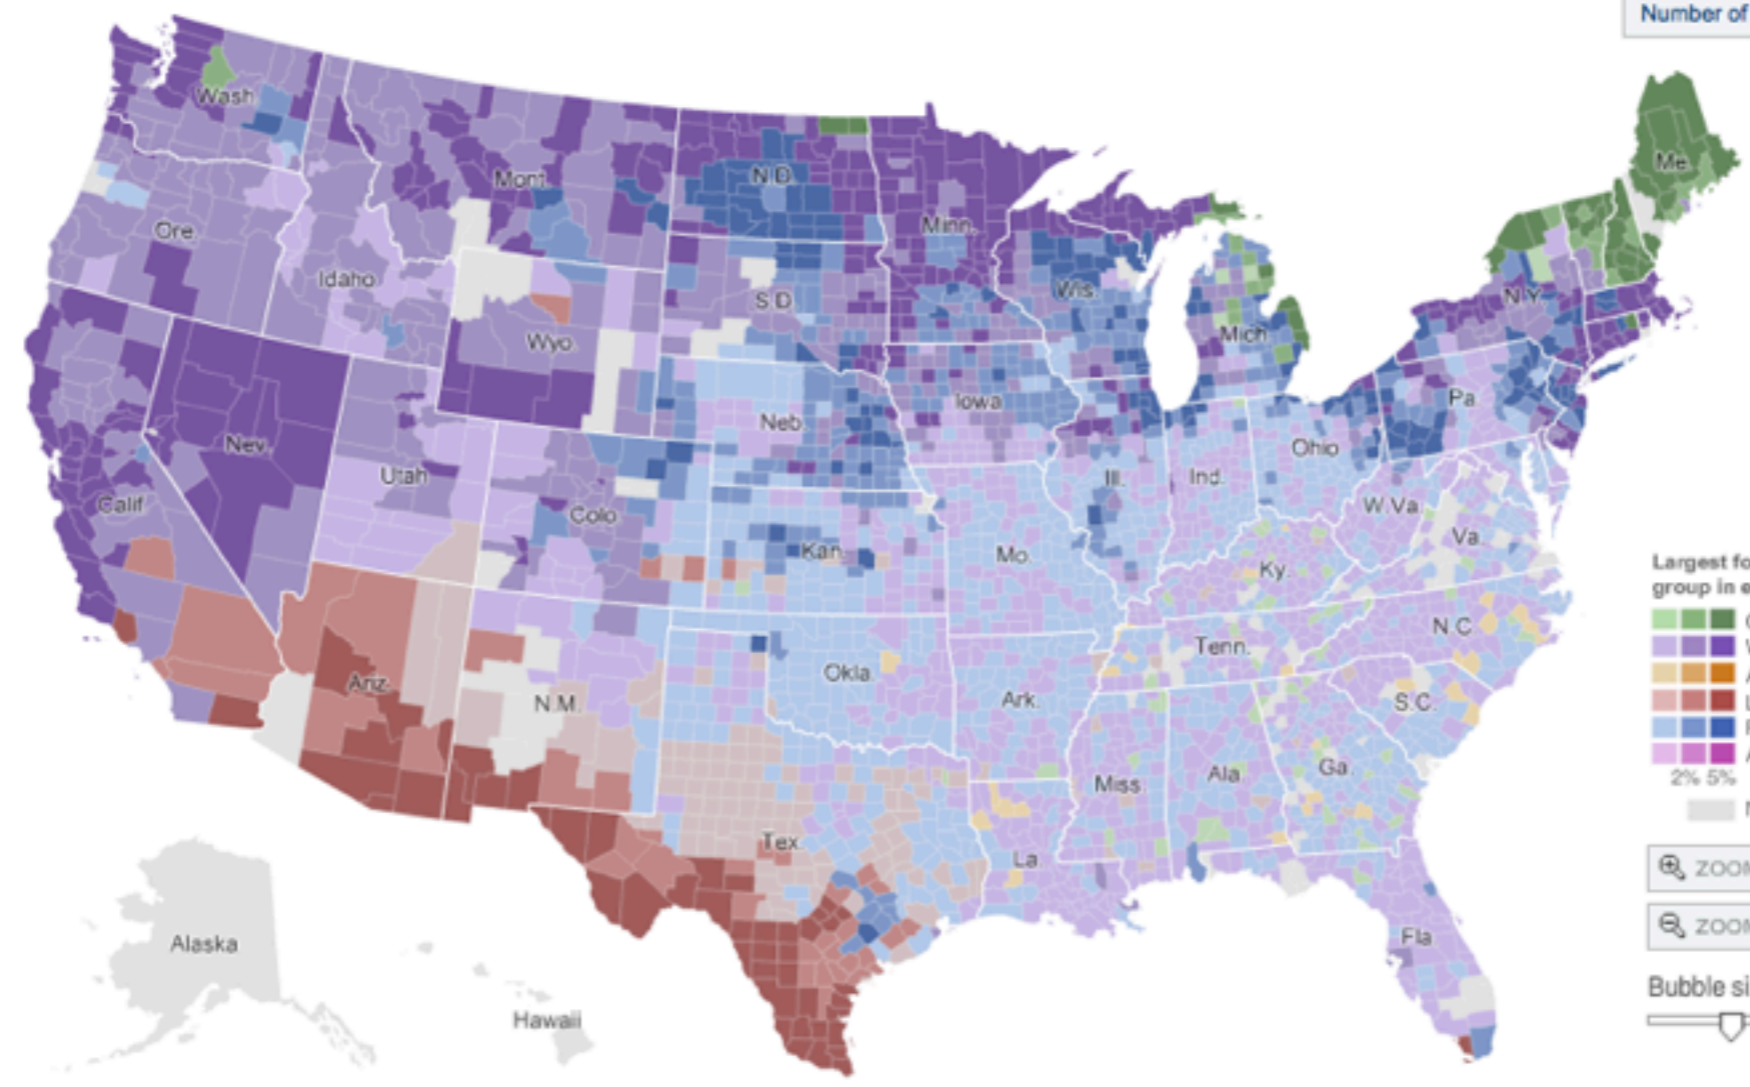 Number of
Wash.
Mont.
N.D.
Minn.
Me.
Ore.
Idaho
S.D.
Wis.
N.Y.
Wyo.
Mich.
Iowa
Pa.
Neb.
Nev.
Utah
Ill.
Ind.
Ohio
Calif.
Colo.
W.Va.
Va.
Kan.
Mo.
Ky.
Largest fo
group in e
N.C.
Tenn.
Okla.
Ariz.
N.M.
Ark.
S.C.
Miss.
Ala.
Ga.
2% 5%
Tex.
La.
ZOO
Fla.
ZOO
Alaska
Hawaii
Bubble si